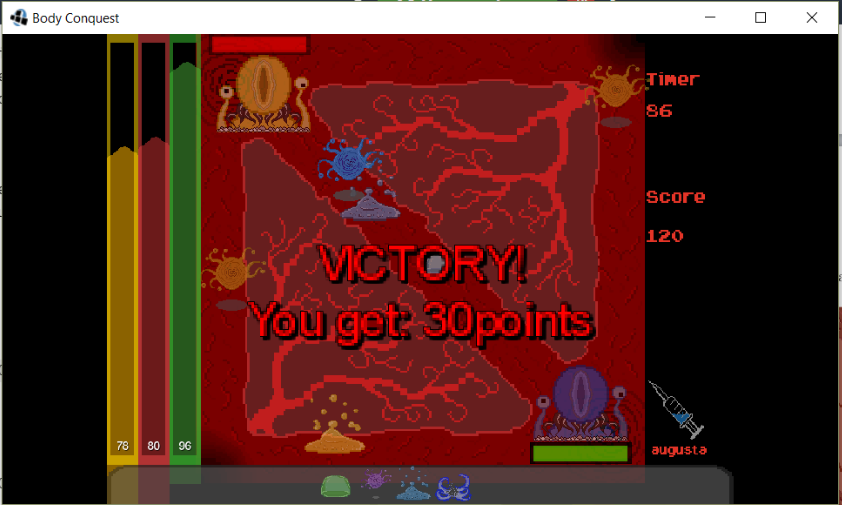 Body Conquest
Timer
86
Score
120
VICTORY!
You get: 30points
78 80 96
augusta